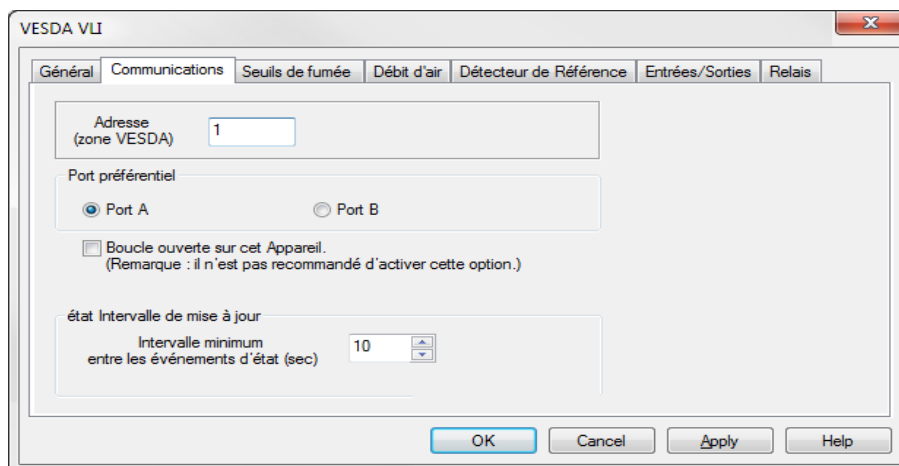 VESDA VLI
Général Communications Seuils de fumée Débit d'air Détecteur de Référence Entrées/Sorties Relais
Adresse
(zone VESDA)
1
Port préférentiel
Port A Port B
Boucle ouverte sur cet Appareil.
(Remarque : il n'est pas recommandé d'activer cette option.)
état Intervalle de mise à jour
Intervalle minimum
entre les événements d'état (sec)
10
OK Cancel Apply Help